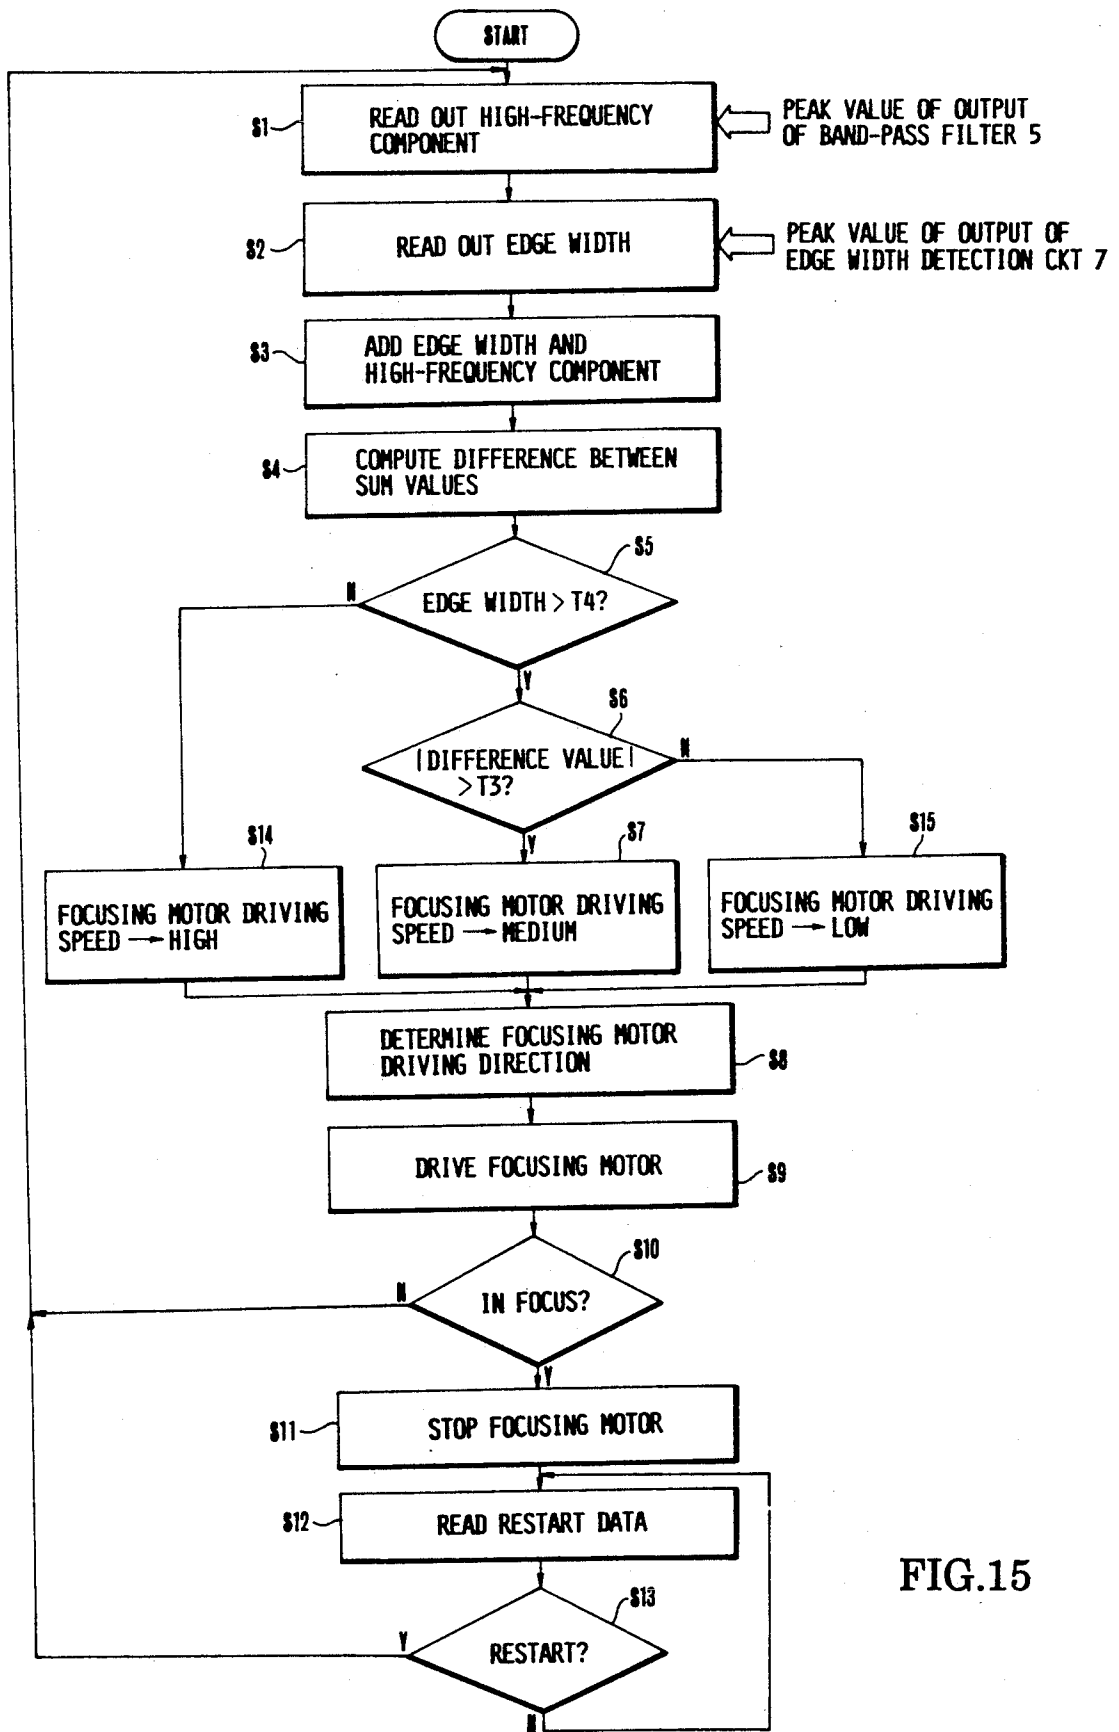 START
S1
READ OUT HIGH-FREQUENCY
COMPONENT
PEAK VALUE OF OUTPUT
OF BAND-PASS FILTER 5
S2
READ OUT EDGE WIDTH
PEAK VALUE OF OUTPUT OF
EDGE WIDTH DETECTION CKT 7
S3
ADD EDGE WIDTH AND
HIGH-FREQUENCY COMPONENT
S4
COMPUTE DIFFERENCE BETWEEN
SUM VALUES
S5
N
EDGE WIDTH > T4?
Y
S6
|DIFFERENCE VALUE|
> T3?
N
Y
S14
FOCUSING MOTOR DRIVING
SPEED → HIGH
S7
FOCUSING MOTOR DRIVING
SPEED → MEDIUM
S15
FOCUSING MOTOR DRIVING
SPEED → LOW
DETERMINE FOCUSING MOTOR
DRIVING DIRECTION
S8
DRIVE FOCUSING MOTOR
S9
S10
N
IN FOCUS?
Y
S11
STOP FOCUSING MOTOR
S12
READ RESTART DATA
S13
Y
RESTART?
N
FIG.15